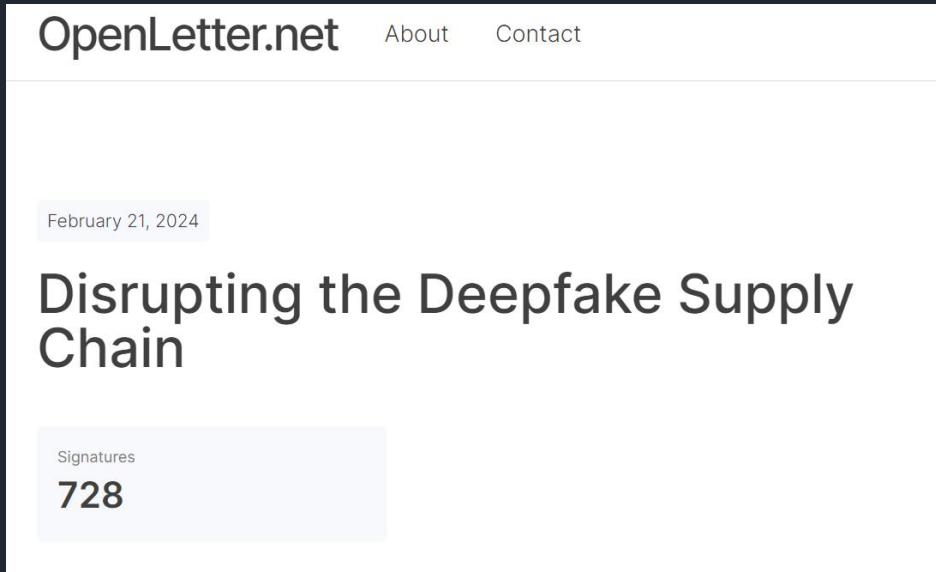 OpenLetter.net About Contact
February 21, 2024
Disrupting the Deepfake Supply
Chain
Signatures
728